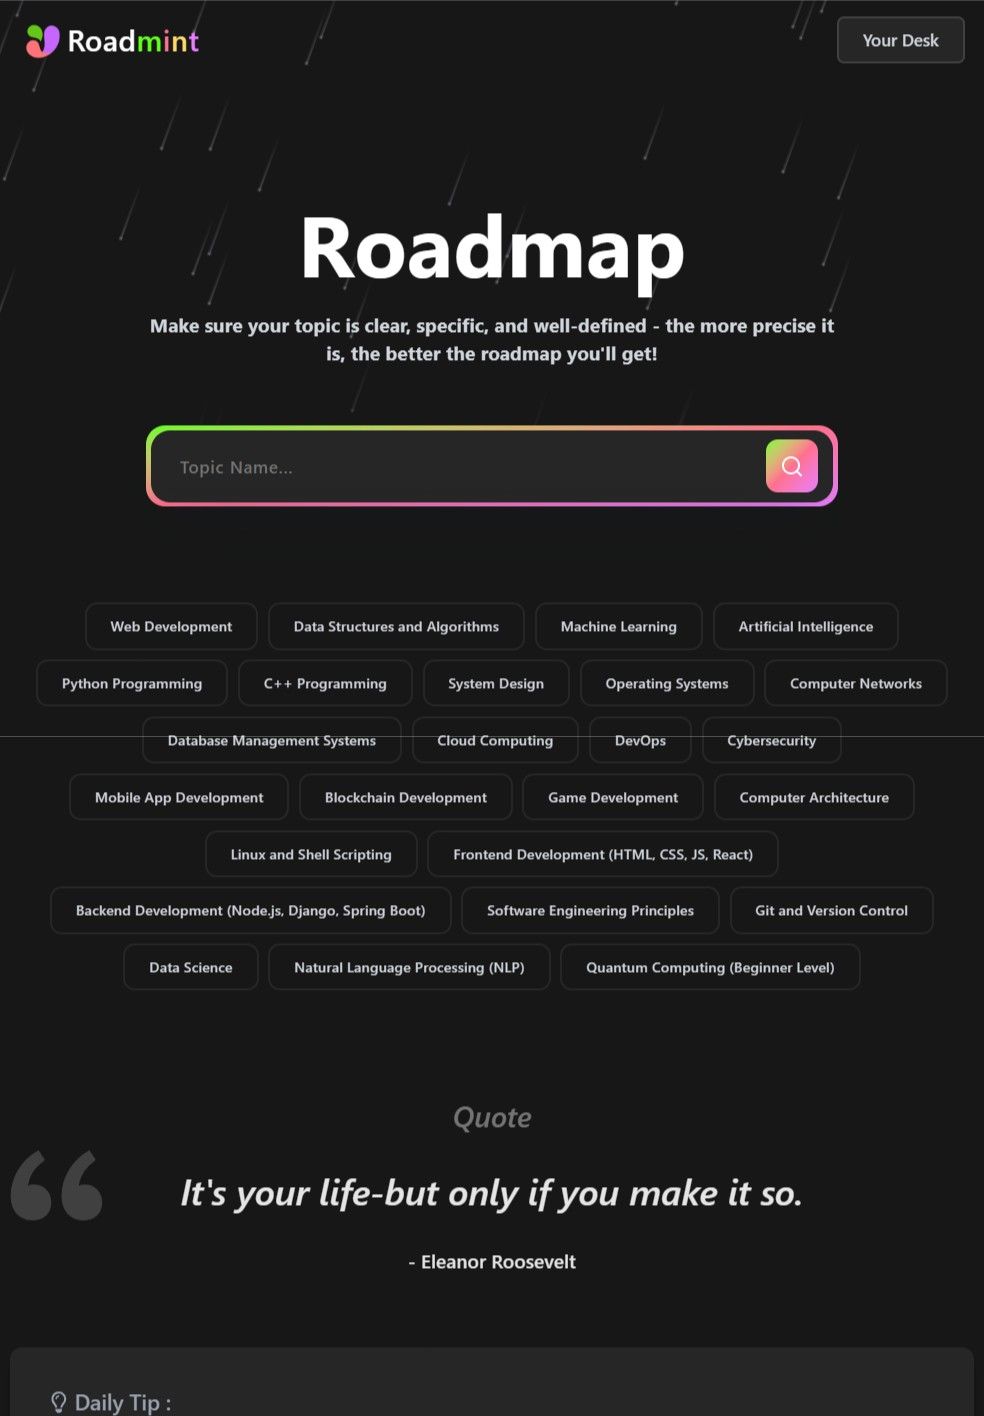 Roadmint
Your Desk
Roadmap
Make sure your topic is clear, specific, and well-defined - the more precise it
is, the better the roadmap you'll get!
Topic Name...
Web Development
Data Structures and Algorithms
Machine Learning
Artificial Intelligence
Python Programming
C++ Programming
System Design
Operating Systems
Computer Networks
Database Management Systems
Cloud Computing
DevOps
Cybersecurity
Mobile App Development
Blockchain Development
Game Development
Computer Architecture
Linux and Shell Scripting
Frontend Development (HTML, CSS, JS, React)
Backend Development (Node.js, Django, Spring Boot)
Software Engineering Principles
Git and Version Control
Data Science
Natural Language Processing (NLP)
Quantum Computing (Beginner Level)
Quote
It's your life-but only if you make it so.
- Eleanor Roosevelt
Daily Tip :